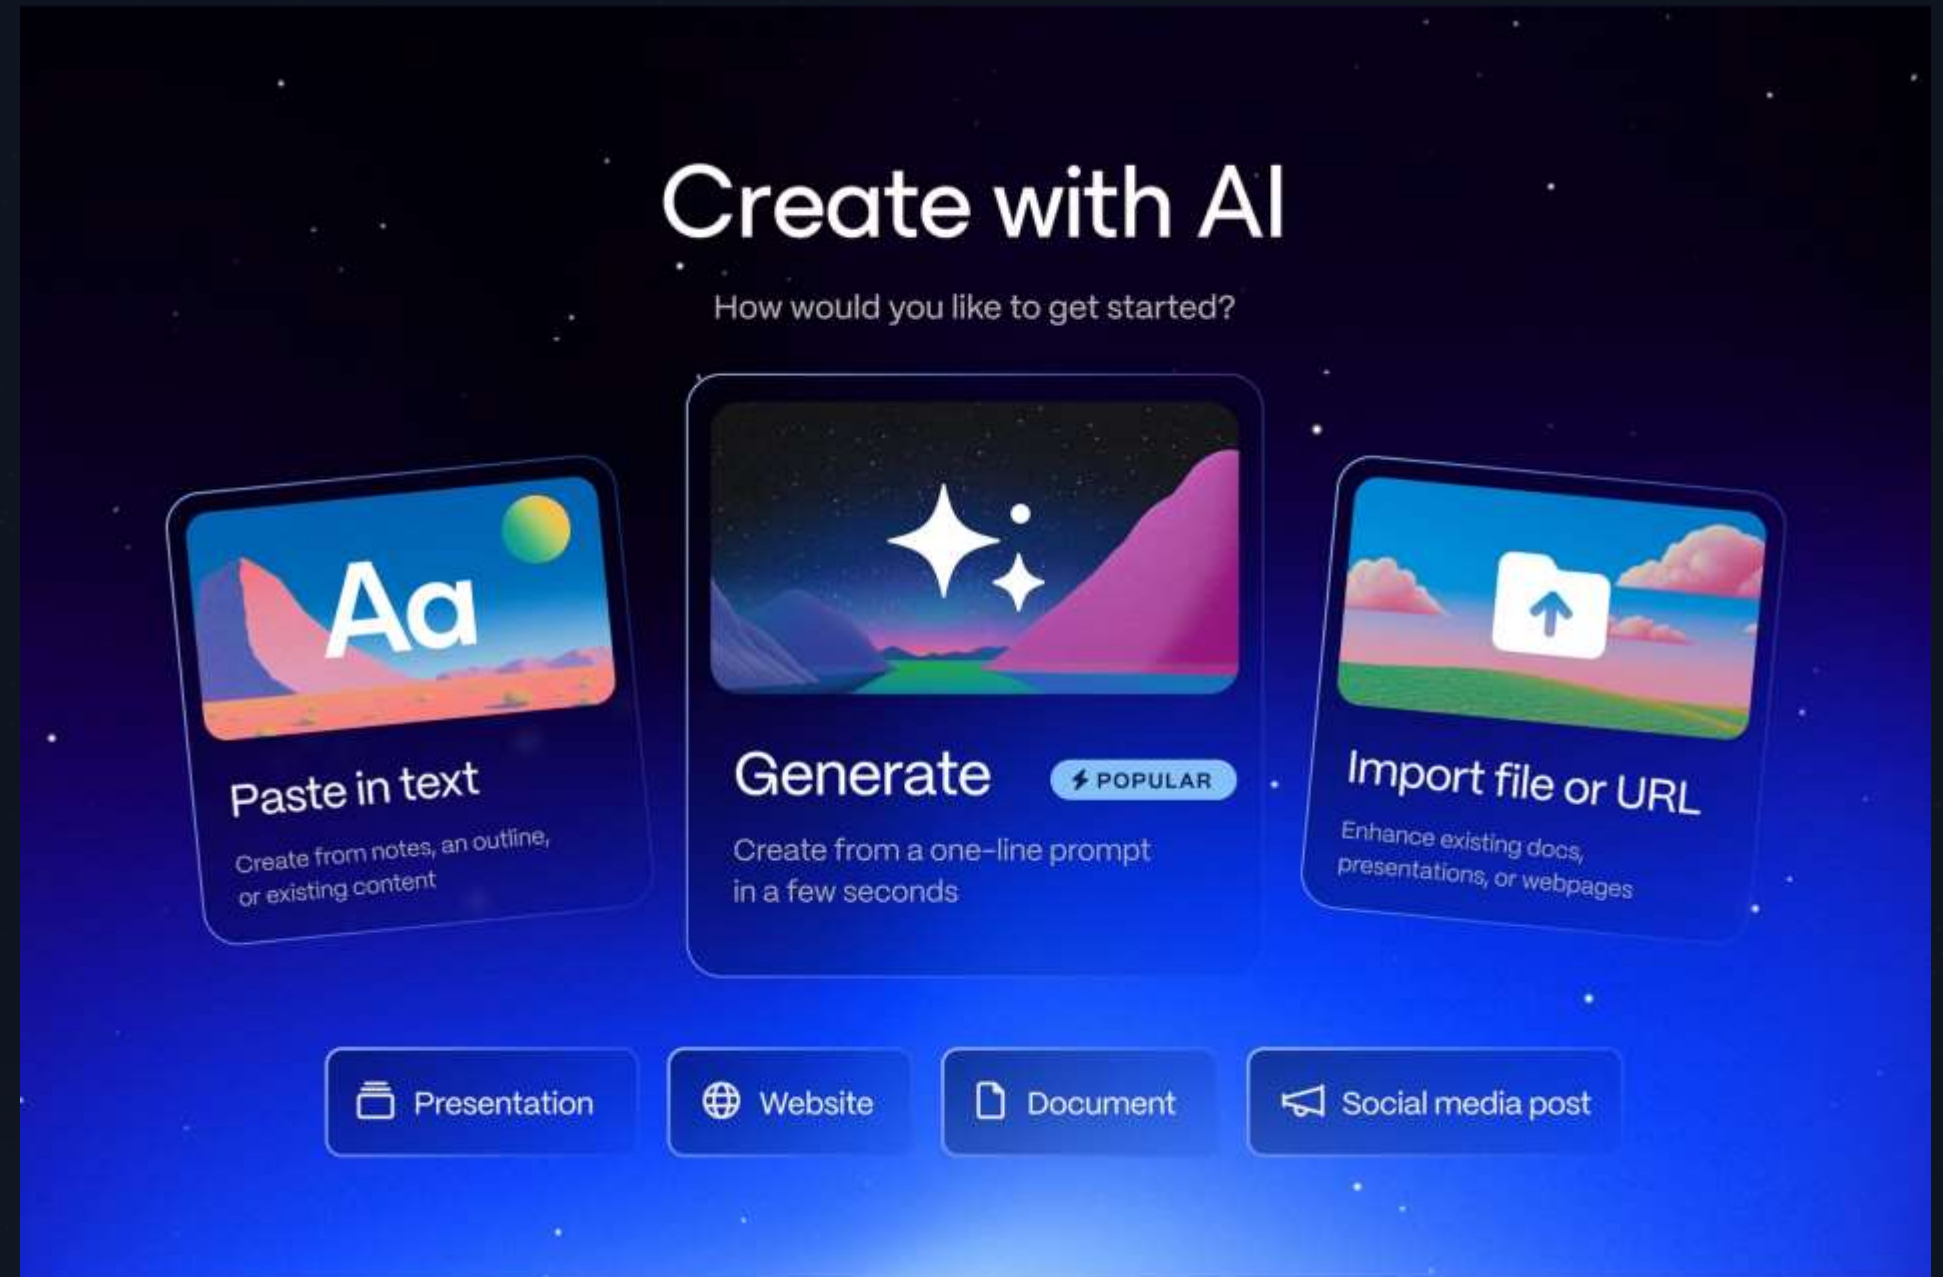 Create with AI
How would you like to get started?
Aa
Paste in text
Create from notes, an outline,
or existing content
Generate
POPULAR
Create from a one-line prompt
in a few seconds
Import file or URL
Enhance existing docs,
presentations, or webpages
Presentation
Website
Document
Social media post